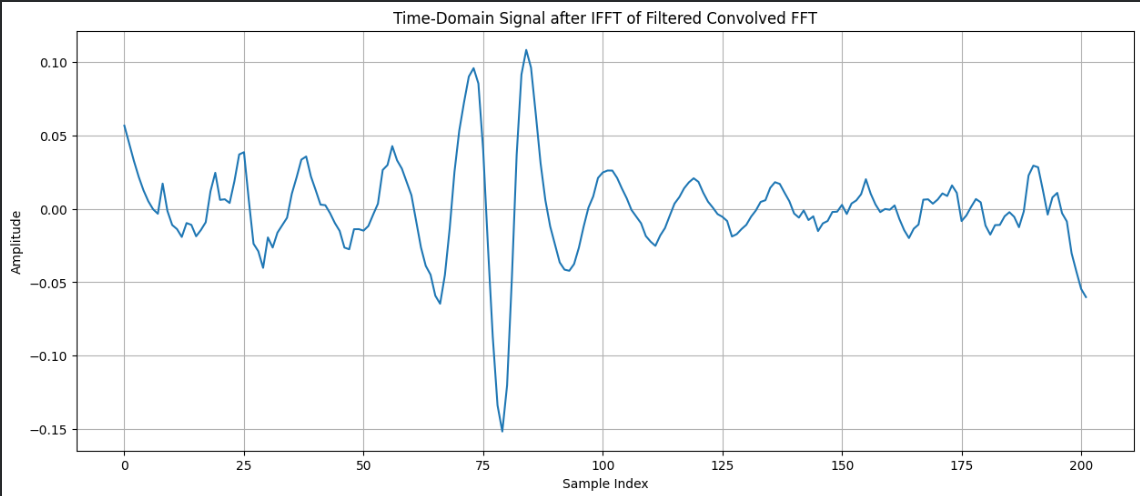 Time-Domain Signal after IFFT of Filtered Convolved FFT
Amplitude
0.10
0.05
0.00
−0.05
−0.10
−0.15
0 25 50 75 100 125 150 175 200
Sample Index